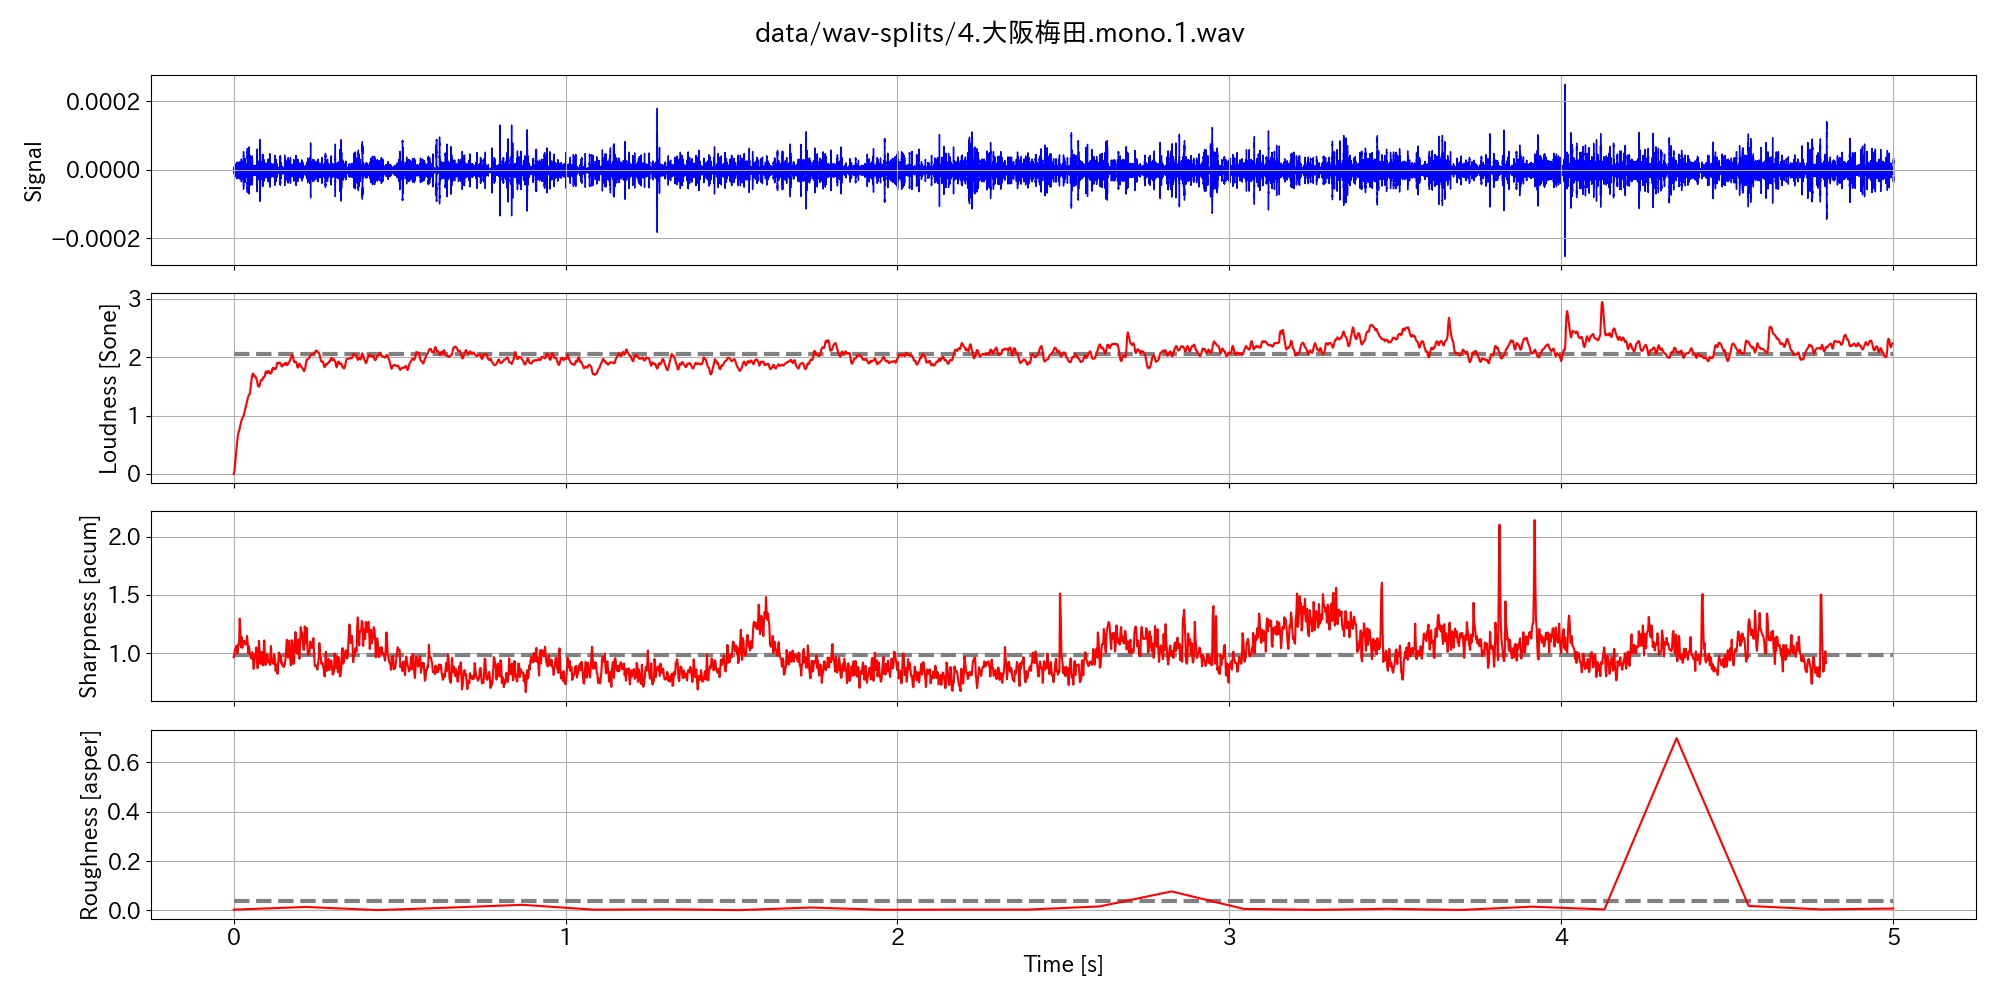 data/wav-splits/4.大阪梅田.mono.1.wav
Signal
0.0002
0.0000
−0.0002
Loudness [Sone]
3
2
1
0
Sharpness [acum]
2.0
1.5
1.0
Roughness [asper]
0.6
0.4
0.2
0.0
0 1 2 3 4 5
Time [s]